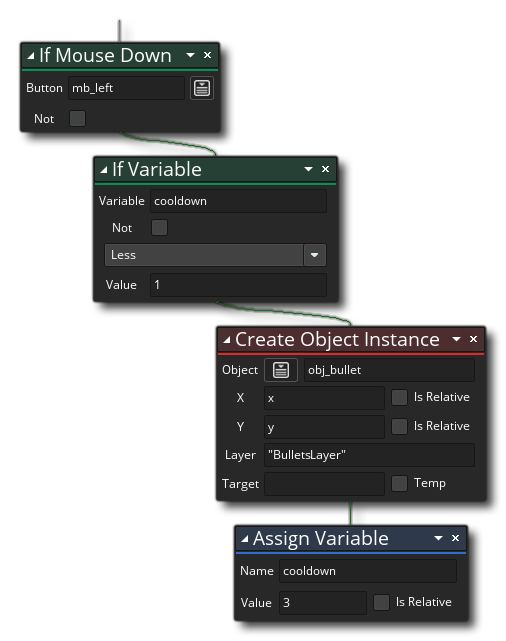 If Mouse Down
Button mb_left
Not
If Variable
Variable cooldown
Not
Less
Value 1
Create Object Instance
Object obj_bullet
X x Is Relative
Y y Is Relative
Layer "BulletsLayer"
Target Temp
Assign Variable
Name cooldown
Value 3 Is Relative